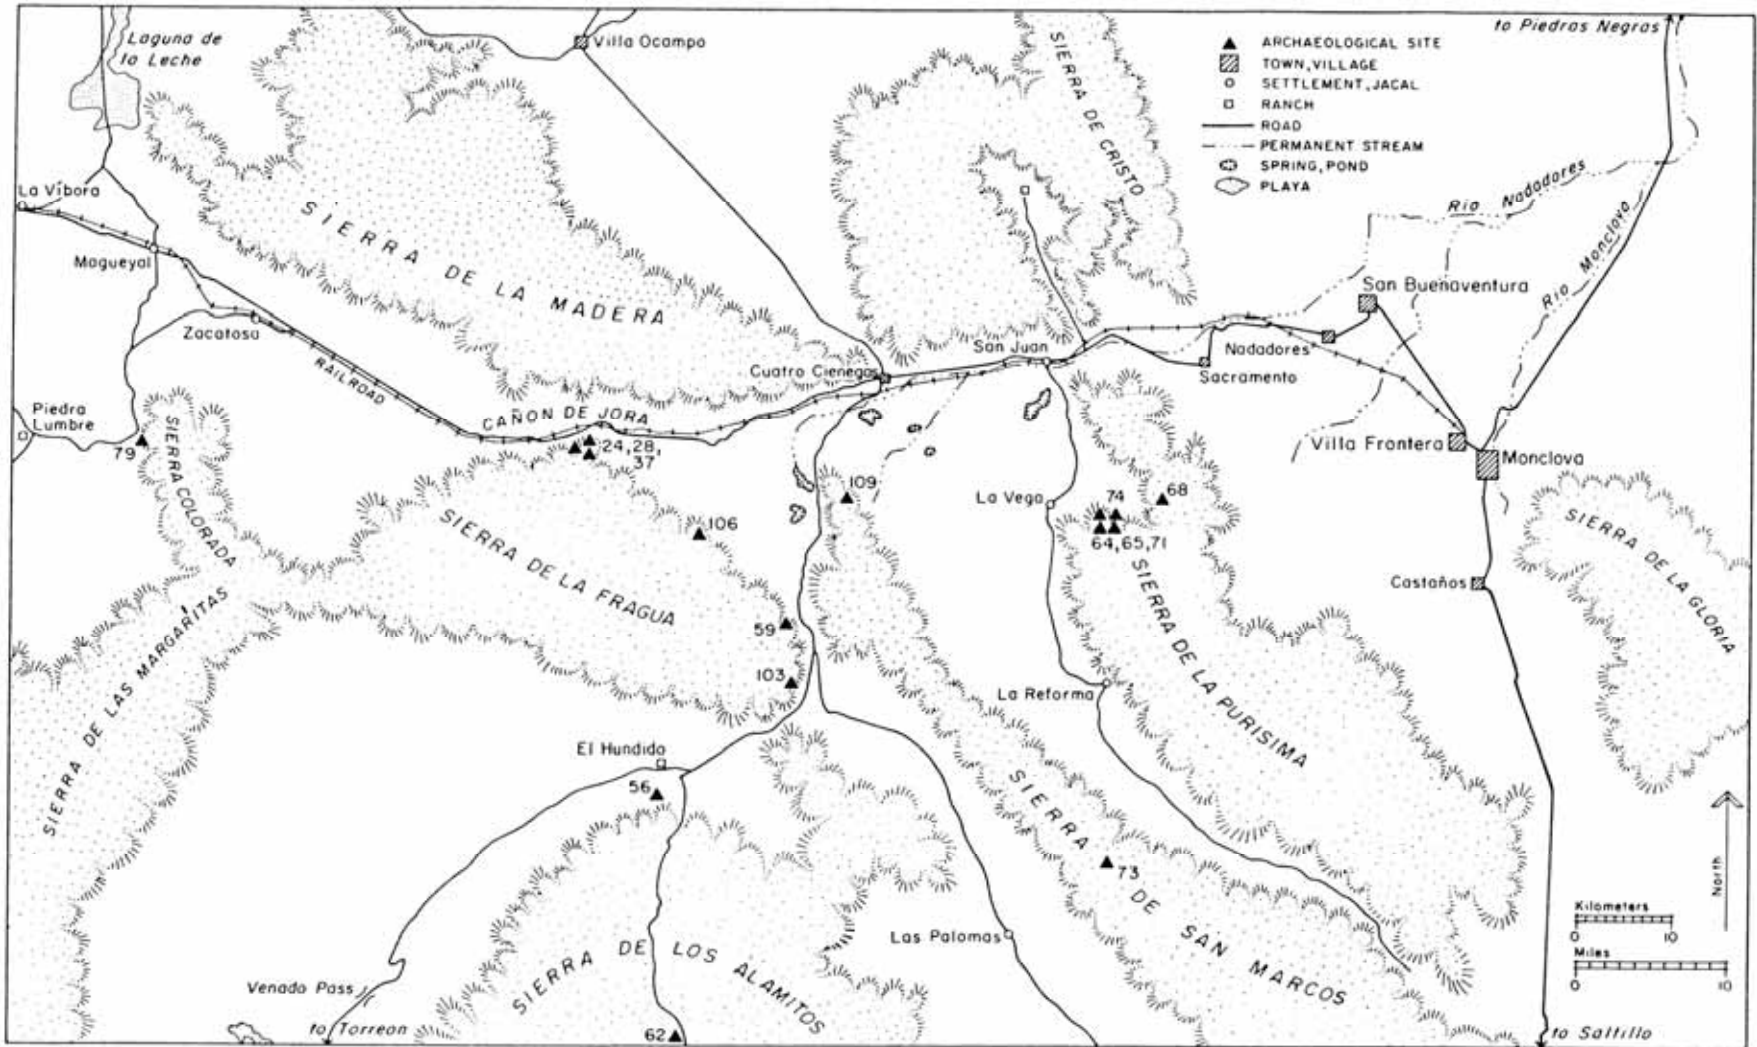 to Piedras Negras
Laguna de
la Leche
Villa Ocampo
ARCHAEOLOGICAL SITE
TOWN, VILLAGE
SETTLEMENT, JACAL
RANCH
ROAD
PERMANENT STREAM
SPRING, POND
PLAYA
SIERRA DE CRISTO
La Víbora
Rio Nadadores
SIERRA DE LA MADERA
Rio Monclova
Magueyal
San Buenaventura
Zacatosa
San Juan
Nadadores
RAILROAD
Cuatro Cienegas
Sacramento
Piedra
Lumbre
SIERRA COLORADA
CAÑON DE JORA
79
24, 28,
37
Villa Frontera
Monclova
109
La Vega
74
68
SIERRA DE LA FRAGUA
106
64, 65, 71
SIERRA DE LA GLORIA
SIERRA DE LA PURISIMA
Castaños
SIERRA DE LAS MARGARITAS
59
103
La Reforma
El Hundido
56
SIERRA DE SAN MARCOS
73
North
Kilometers
0 10
Miles
0 10
Las Palomas
SIERRA DE LOS ALAMITOS
Venado Pass
to Torreon
62
to Saltillo